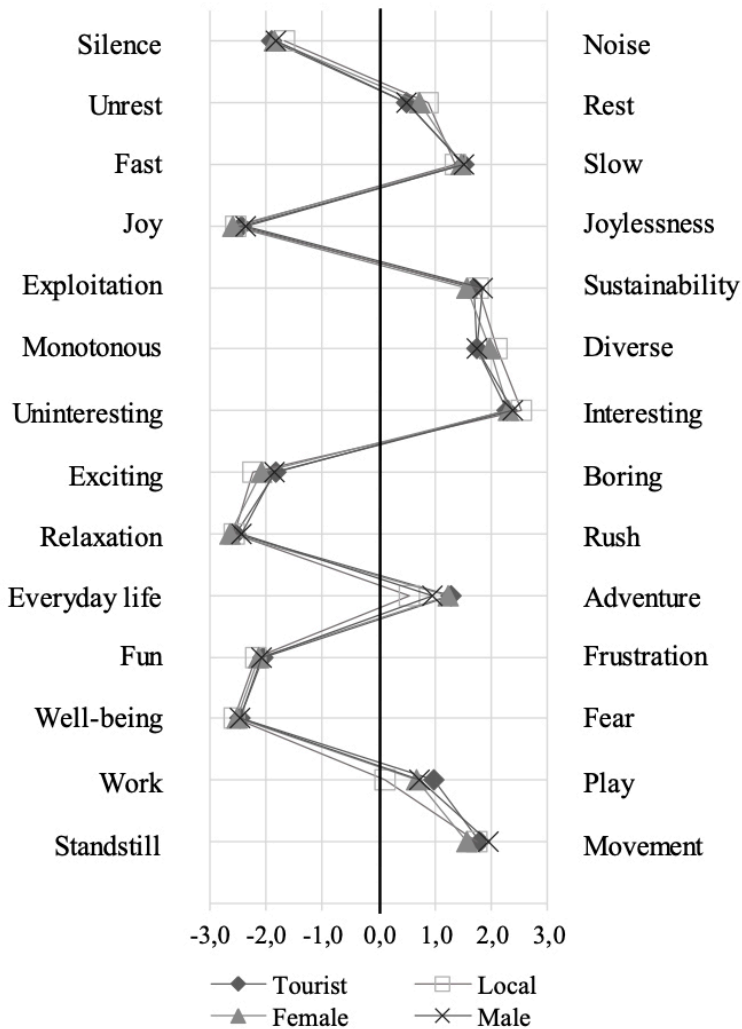 Silence Noise
Unrest Rest
Fast Slow
Joy Joylessness
Exploitation Sustainability
Monotonous Diverse
Uninteresting Interesting
Exciting Boring
Relaxation Rush
Everyday life Adventure
Fun Frustration
Well-being Fear
Work Play
Standstill Movement
-3,0 -2,0 -1,0 0,0 1,0 2,0 3,0
Tourist Local
Female Male